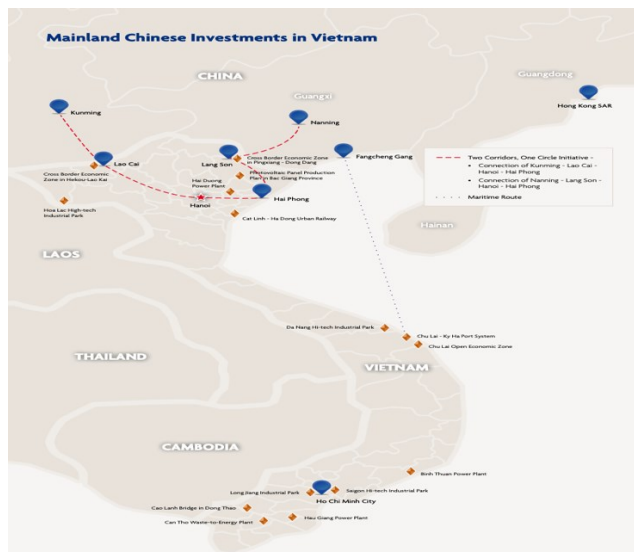 Mainland Chinese Investments in Vietnam
CHINA
Guangdong
Guangxi
Kunming
Nanning
Hong Kong SAR
Lao Cai
Lang Son
Fangcheng Gang
Cross Border Economic Zone
in Hekou-Lao Kai
Cross Border Economic Zone
in Pingxiang - Dong Dang
Photovoltaic Panel Production
Plant in Bac Giang Province
Hai Duong
Power Plant
Hai Phong
Hanoi
Hoa Lac High-tech
Industrial Park
Cat Linh - Ha Dong Urban Railway
Two Corridors, One Circle Initiative -
• Connection of Kunming - Lao Cai -
Hanoi - Hai Phong
• Connection of Nanning - Lang Son -
Hanoi - Hai Phong
Maritime Route
Hainan
LAOS
Da Nang Hi-tech Industrial Park
Chu Lai - Ky Ha Port System
Chu Lai Open Economic Zone
THAILAND
VIETNAM
CAMBODIA
Binh Thuan Power Plant
Long Jiang Industrial Park
Saigon Hi-tech Industrial Park
Ho Chi Minh City
Cao Lanh Bridge in Dong Thao
Can Tho Waste-to-Energy Plant
Hau Giang Power Plant